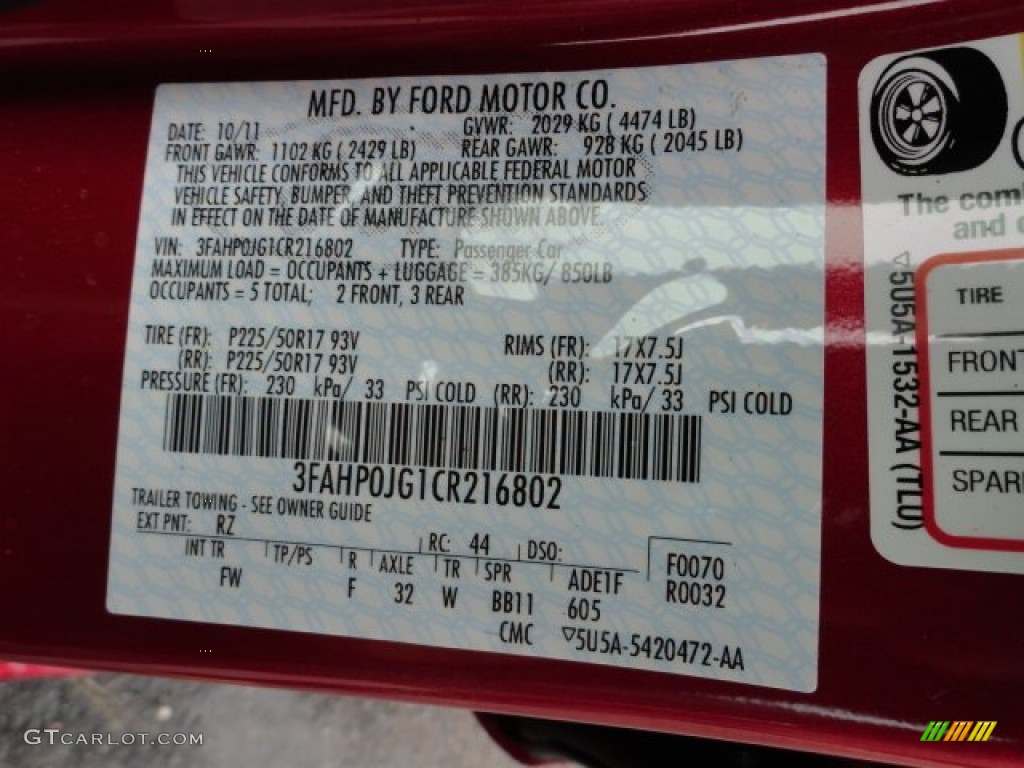 MFD. BY FORD MOTOR CO.
DATE: 10/11 GVWR: 2029 KG ( 4474 LB)
FRONT GAWR: 1102 KG ( 2429 LB) REAR GAWR: 928 KG ( 2045 LB)
THIS VEHICLE CONFORMS TO ALL APPLICABLE FEDERAL MOTOR
VEHICLE SAFETY, BUMPER, AND THEFT PREVENTION STANDARDS
IN EFFECT ON THE DATE OF MANUFACTURE SHOWN ABOVE.
VIN: 3FAHP0JG1CR216802 TYPE: Passenger Car
MAXIMUM LOAD = OCCUPANTS + LUGGAGE = 385KG/ 850LB
OCCUPANTS = 5 TOTAL; 2 FRONT, 3 REAR
TIRE (FR): P225/50R17 93V RIMS (FR): 17X7.5J
(RR): P225/50R17 93V (RR): 17X7.5J
PRESSURE (FR): 230 kPa/ 33 PSI COLD (RR): 230 kPa/ 33 PSI COLD
3FAHP0JG1CR216802
TRAILER TOWING - SEE OWNER GUIDE
EXT PNT: RZ RC: 44 DSO: F0070
INT TR TP/PS R AXLE TR SPR ADE1F R0032
FW F 32 W BB11 605
CMC ▽5U5A-5420472-AA
The com
and
▽5U5A-1532-AA (TLU)
TIRE
FRONT
REAR
SPAR
GTCARLOT.COM